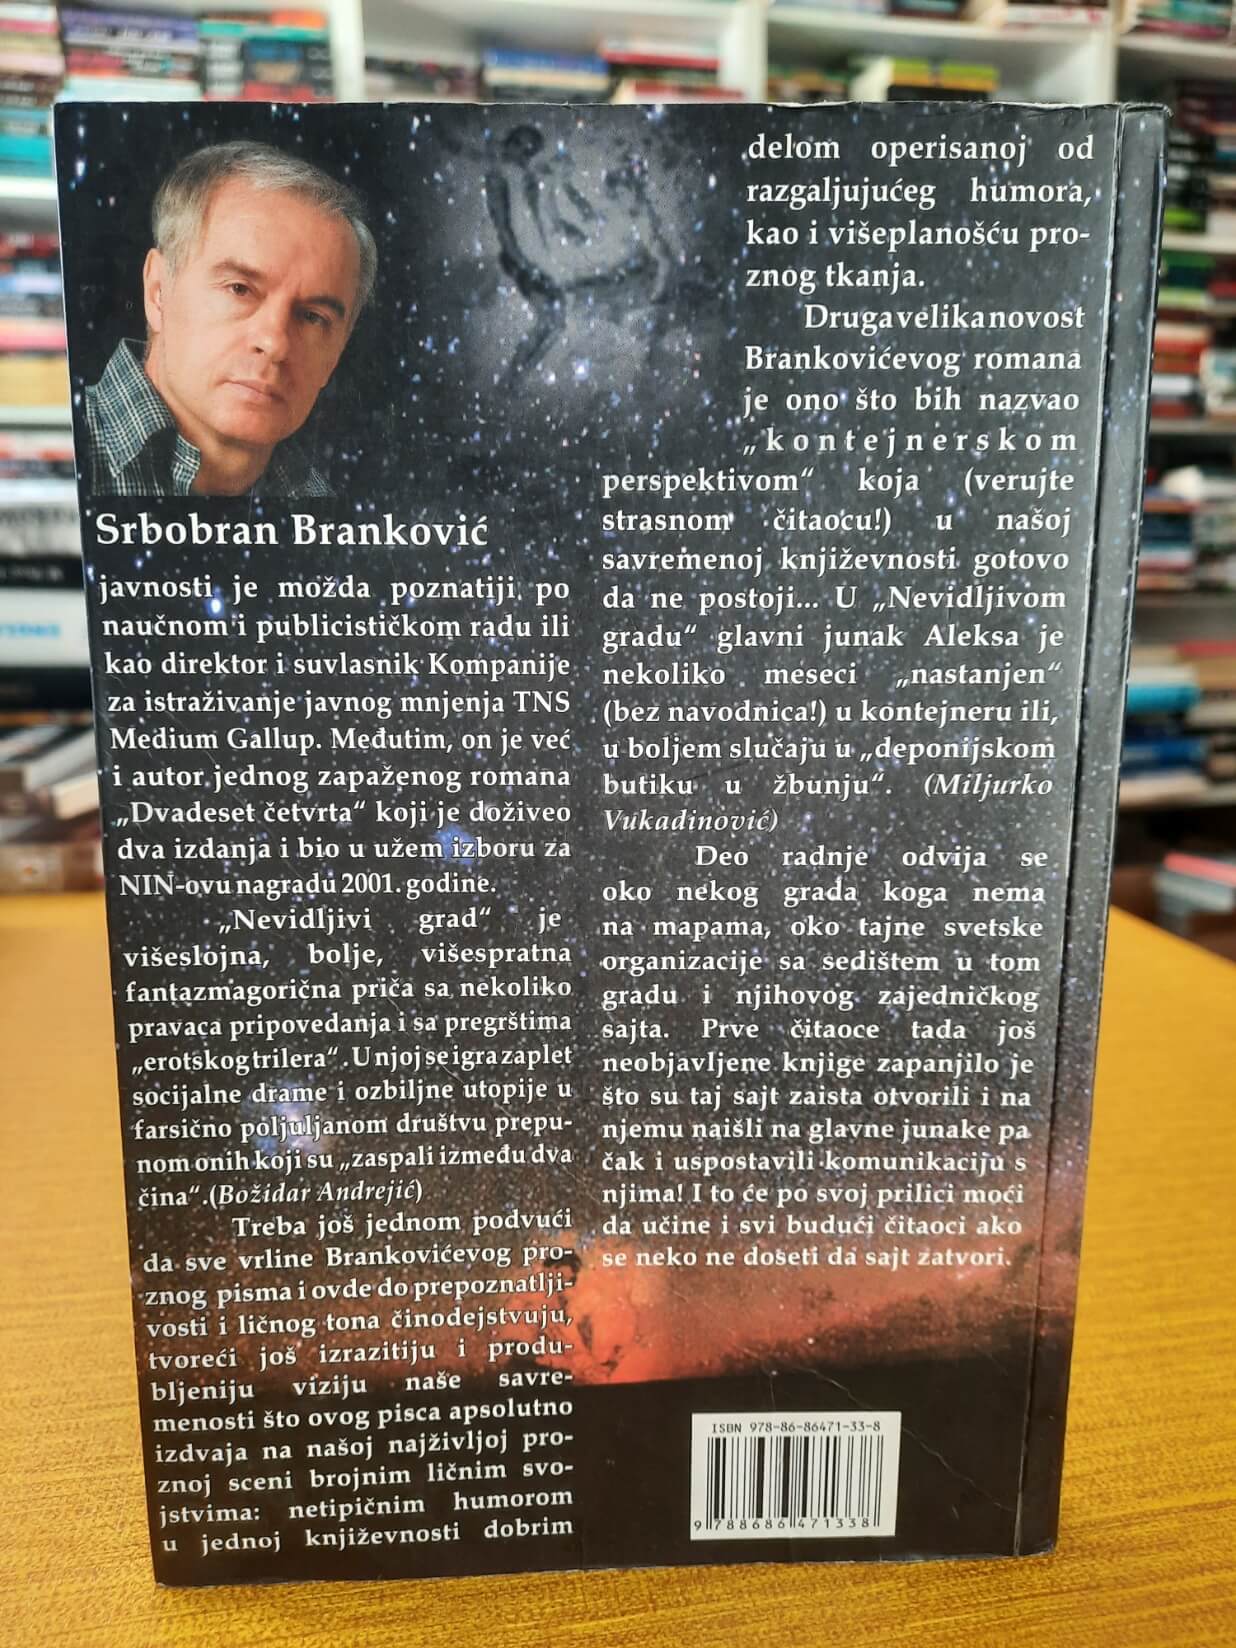 Srbobran Branković
javnosti je možda poznatiji po
naučnom i publicističkom radu ili
kao direktor i suvlasnik Kompanije
za istraživanje javnog mnjenja TNS
Medium Gallup. Međutim, on je već
i autor jednog zapaženog romana
„Dvadeset četvrta“ koji je doživeo
dva izdanja i bio u užem izboru za
NIN-ovu nagradu 2001. godine.
„Nevidljivi grad“ je
višeslojna, bolje, višespratna
fantazmagorična priča sa nekoliko
pravaca pripovedanja i sa pregrštima
„erotskog trilera“. U njoj se igra zaplet
socijalne drame i ozbiljne utopije u
farsično poljuljanom društvu prepu-
nom onih koji su „zaspali između dva
čina“.(Božidar Andrejić)
Treba još jednom podvući
da sve vrline Brankovićevog pro-
znog pisma i ovde do prepoznatlji-
vosti i ličnog tona činodejstvuju,
tvoreći još izrazitiju i produ-
bljeniju viziju naše savre-
menosti što ovog pisca apsolutno
izdvaja na našoj najživljoj pro-
znoj sceni brojnim ličnim svo-
jstvima: netipičnim humorom
u jednoj književnosti dobrim
delom operisanoj od
razgaljujućeg humora,
kao i višeplanošću pro-
znog tkanja.
Druga velika novost
Brankovićevog romana
je ono što bih nazvao
„kontejnerskom
perspektivom“ koja (verujte
strasnom čitaocu!) u našoj
savremenoj književnosti gotovo
da ne postoji... U „Nevidljivom
gradu“ glavni junak Aleksa je
nekoliko meseci „nastanjen“
(bez navodnica!) u kontejneru ili,
u boljem slučaju u „deponijskom
butiku u žbunju“. (Miljurko
Vukadinović)
Deo radnje odvija se
oko nekog grada koga nema
na mapama, oko tajne svetske
organizacije sa sedištem u tom
gradu i njihovog zajedničkog
sajta. Prve čitaoce tada još
neobjavljene knjige zapanjilo je
što su taj sajt zaista otvorili i na
njemu naišli na glavne junake pa
čak i uspostavili komunikaciju s
njima! I to će po svoj prilici moći
da učine i svi budući čitaoci ako
se neko ne doseti da sajt zatvori.
ISBN 978-86-86471-33-8
9 788686 471338